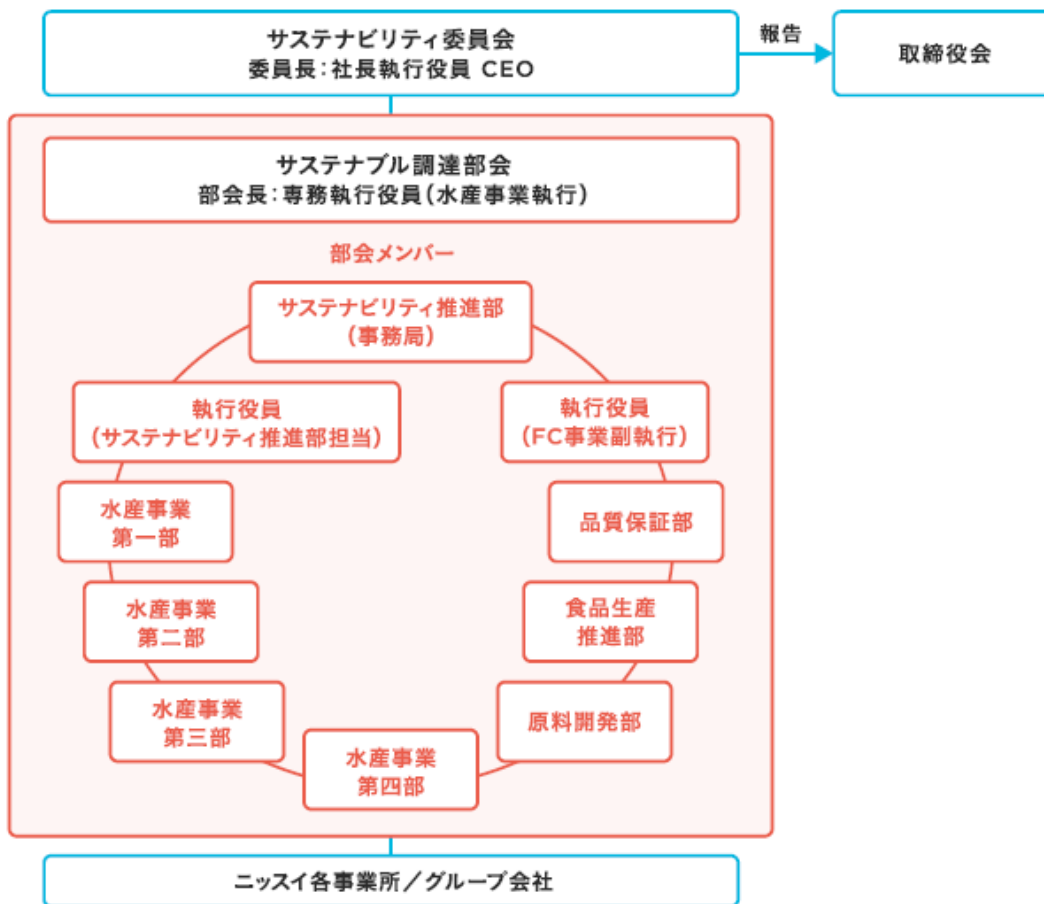 サステナビリティ委員会
委員長：社長執行役員 CEO
報告
取締役会
サステナブル調達部会
部会長：専務執行役員（水産事業執行）
部会メンバー
サステナビリティ推進部
（事務局）
執行役員
（サステナビリティ推進部担当）
執行役員
（FC事業副執行）
水産事業
第一部
品質保証部
水産事業
第二部
食品生産
推進部
水産事業
第三部
原料開発部
水産事業
第四部
ニッスイ各事業所／グループ会社